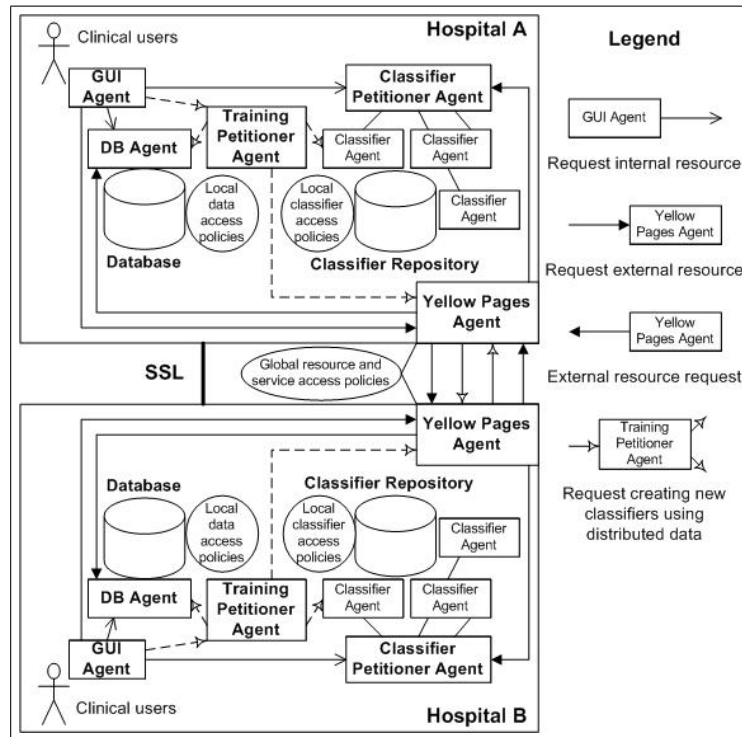 Clinical users
Hospital A
GUI
Agent
Classifier
Petitioner Agent
Training
Petitioner
Agent
DB Agent
Classifier
Agent
Classifier
Agent
Classifier
Agent
Local
data
access
policies
Local
classifier
access
policies
Database
Classifier Repository
Yellow Pages
Agent
SSL
Global resource and
service access policies
Yellow Pages
Agent
Database
Classifier Repository
Local
data
access
policies
Local
classifier
access
policies
Classifier
Agent
DB Agent
Training
Petitioner
Agent
Classifier
Agent
Classifier
Agent
GUI
Agent
Classifier
Petitioner Agent
Clinical users
Hospital B
Legend
GUI Agent
Request internal resource
Yellow
Pages Agent
Request external resource
Yellow
Pages Agent
External resource request
Training
Petitioner
Agent
Request creating new
classifiers using
distributed data